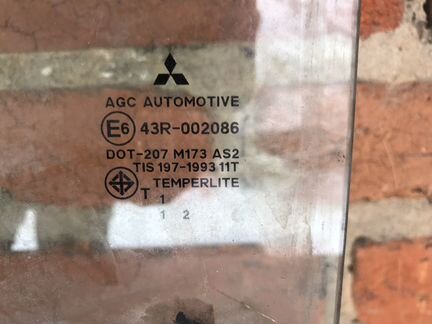 AGC AUTOMOTIVE
E6 43R-002086
DOT-207 M173 AS2
TIS 197-1993 11T
T TEMPERLITE
1
1 2